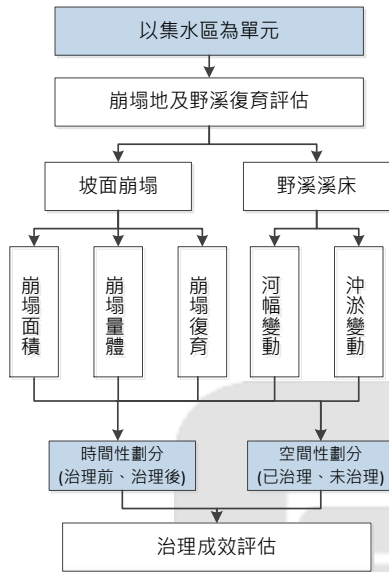 以集水區為單元
崩塌地及野溪復育評估
坡面崩塌
野溪溪床
崩塌面積
崩塌量體
崩塌復育
河幅變動
沖淤變動
時間性劃分
(治理前、治理後)
空間性劃分
(已治理、未治理)
治理成效評估